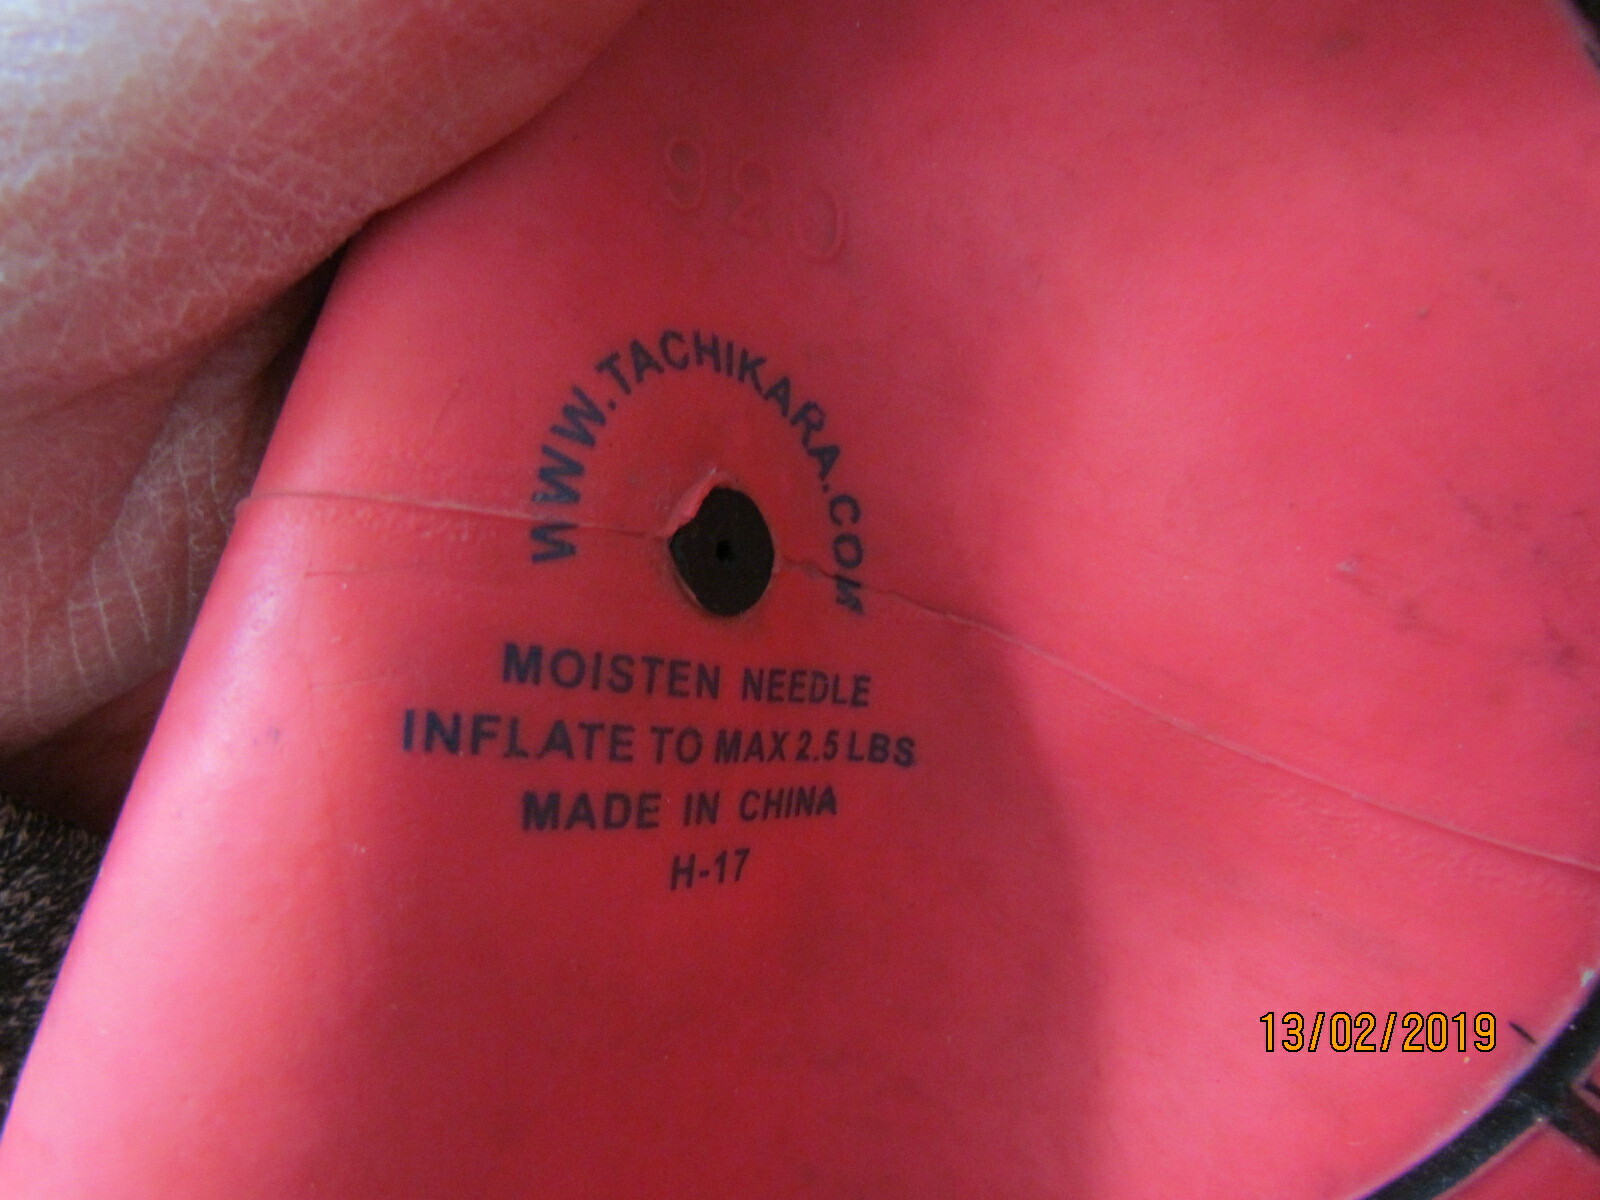 WWW.TACHIKARA.COM
MOISTEN NEEDLE
INFLATE TO MAX 2.5 LBS
MADE IN CHINA
H-17
13/02/2019